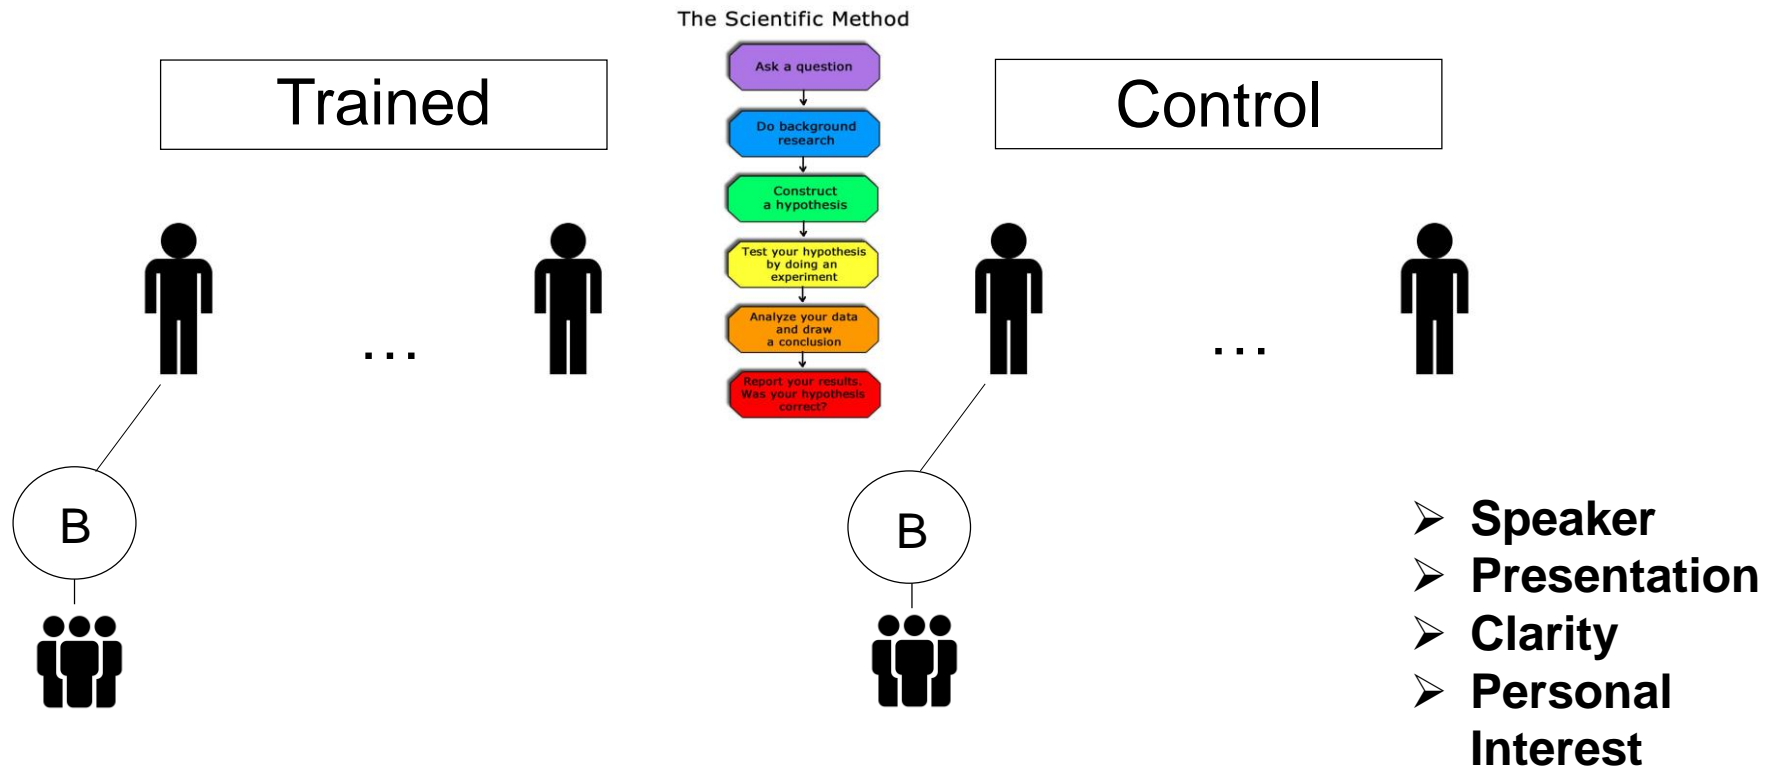 The Scientific Method
Trained
Ask a question
Do background
research
Construct
a hypothesis
Test your hypothesis
by doing an
experiment
Analyze your data
and draw
a conclusion
Report your results.
Was your hypothesis
correct?
Control
...
...
B
B
➢ Speaker
➢ Presentation
➢ Clarity
➢ Personal
Interest